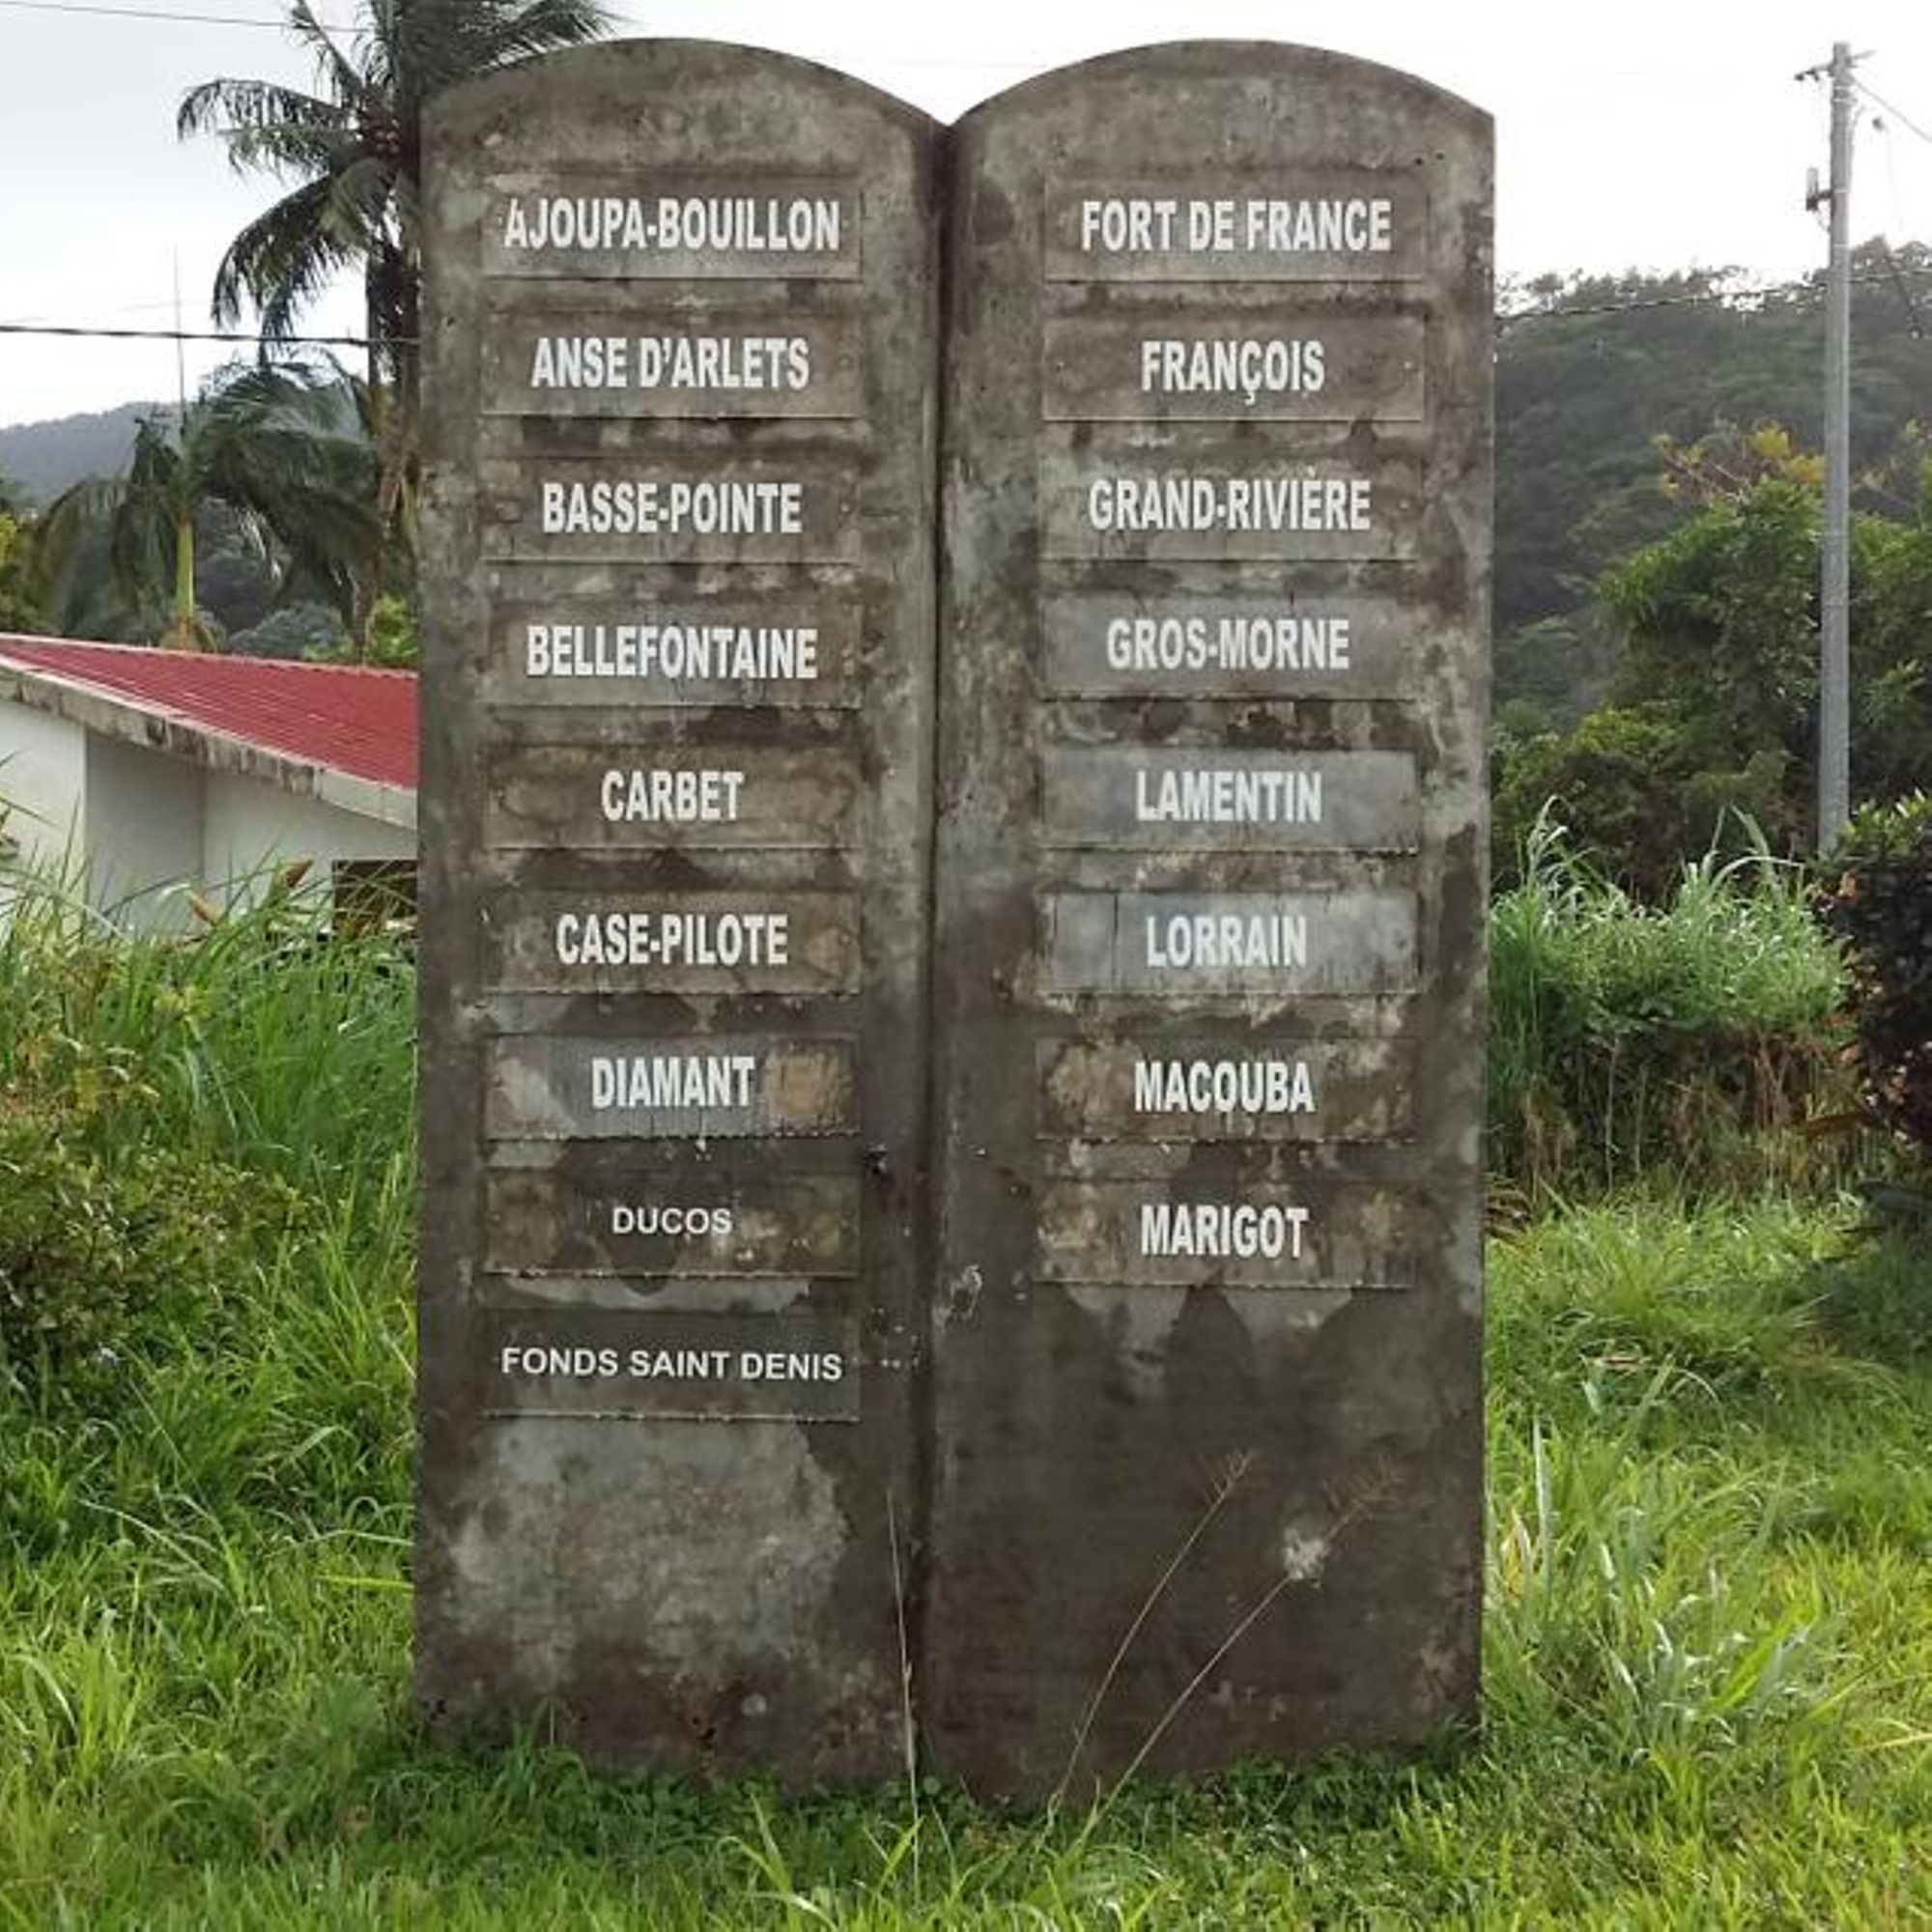 AJOUPA-BOUILLON
ANSE D'ARLETS
BASSE-POINTE
BELLEFONTAINE
CARBET
CASE-PILOTE
DIAMANT
DUCOS
FONDS SAINT DENIS
FORT DE FRANCE
FRANÇOIS
GRAND-RIVIÈRE
GROS-MORNE
LAMENTIN
LORRAIN
MACOUBA
MARIGOT